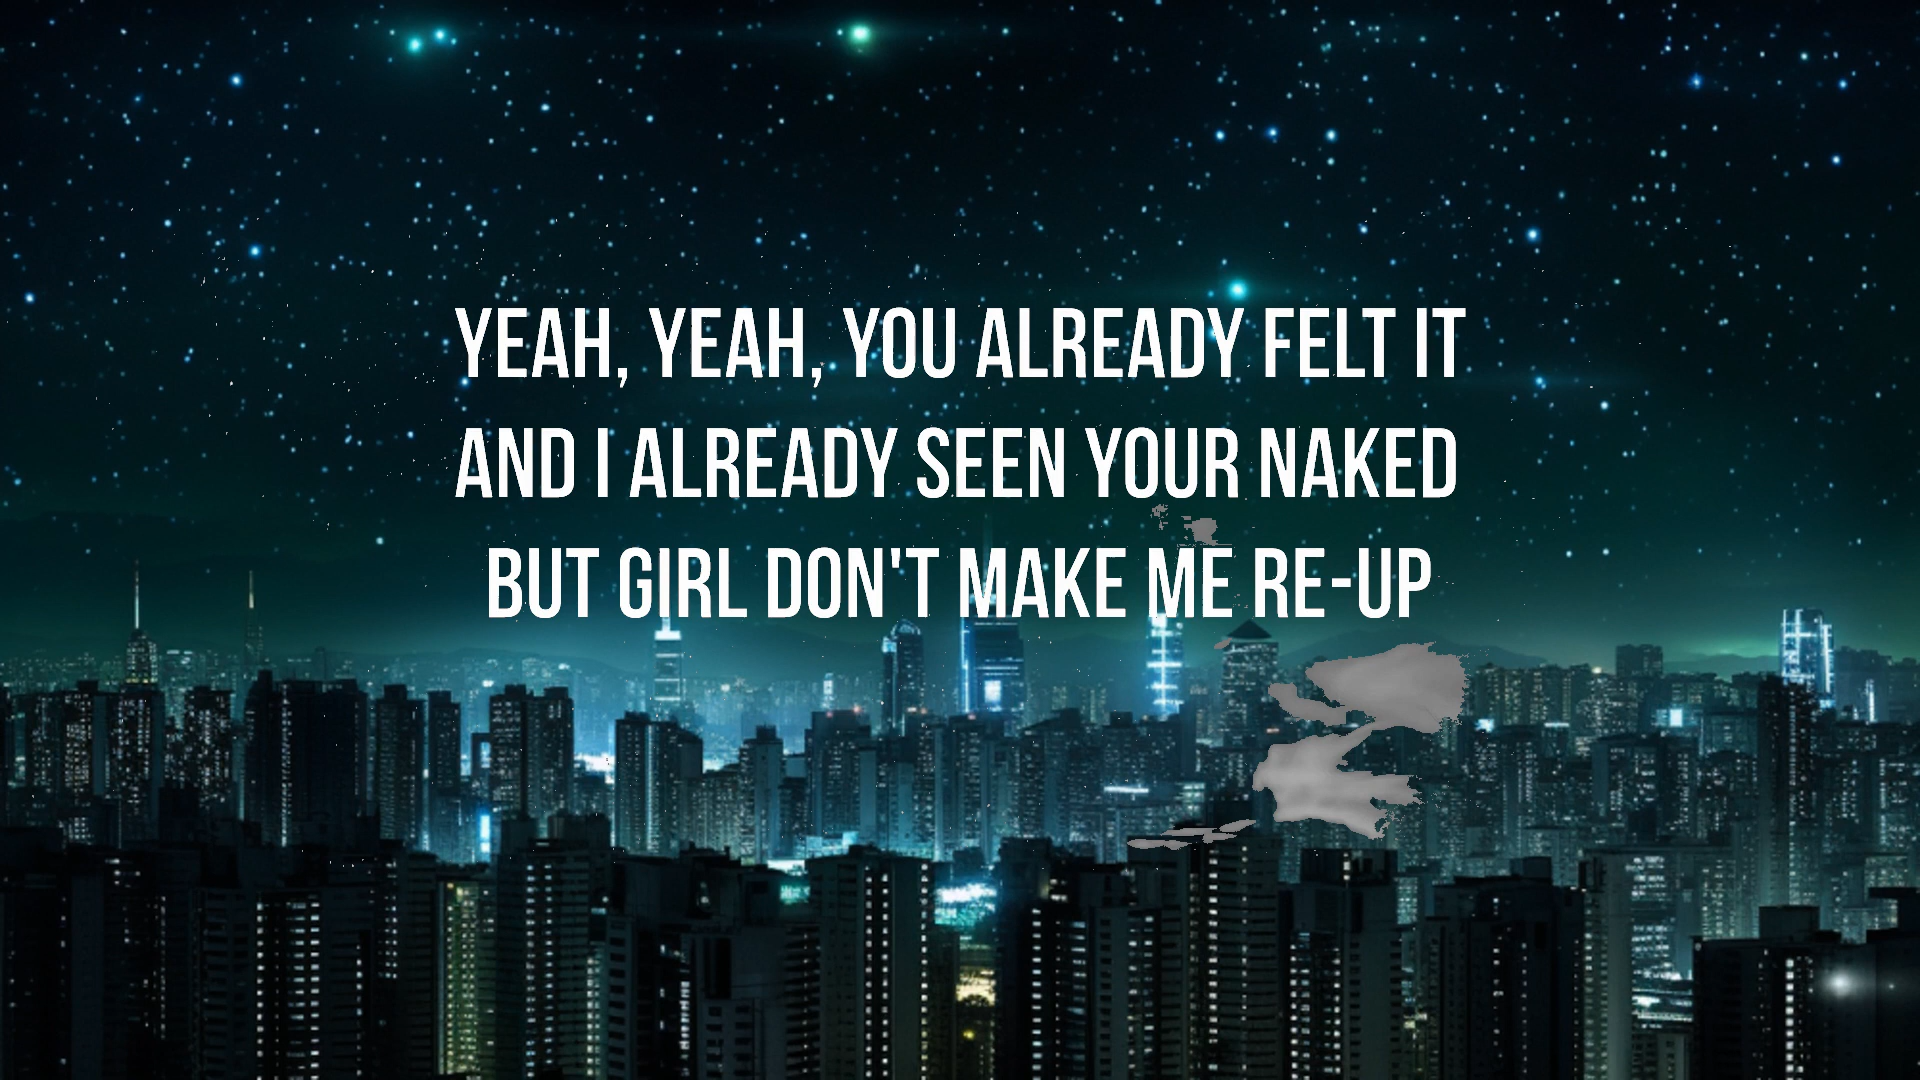 YEAH, YEAH, YOU ALREADY FELT IT
AND I ALREADY SEEN YOUR NAKED
BUT GIRL DON'T MAKE ME RE-UP